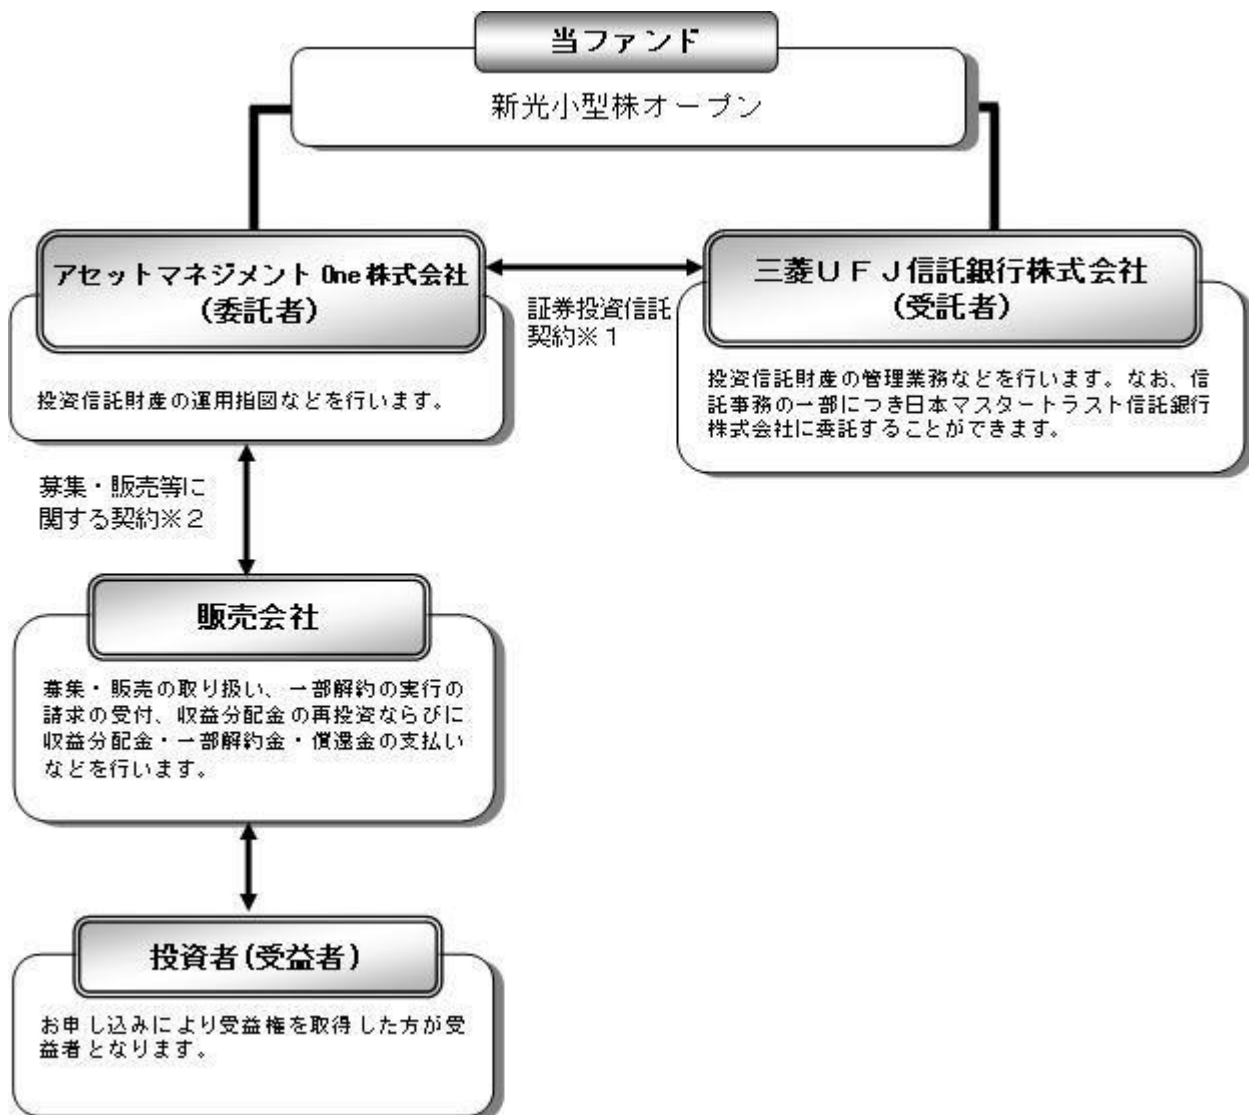 当ファンド
新光小型株オープン
アセットマネジメント One 株式会社
(委託者)
投資信託財産の運用指図などを行います。
証券投資信託
契約※１
三菱ＵＦＪ信託銀行株式会社
(受託者)
投資信託財産の管理業務などを行います。なお、信
託事務の一部につき日本マスタートラスト信託銀行
株式会社に委託することができます。
募集・販売等に
関する契約※２
販売会社
募集・販売の取り扱い、一部解約の実行の
請求の受付、収益分配金の再投資ならびに
収益分配金・一部解約金・償還金の支払い
などを行います。
投資者(受益者)
お申し込みにより受益権を取得した方が受
益者となります。